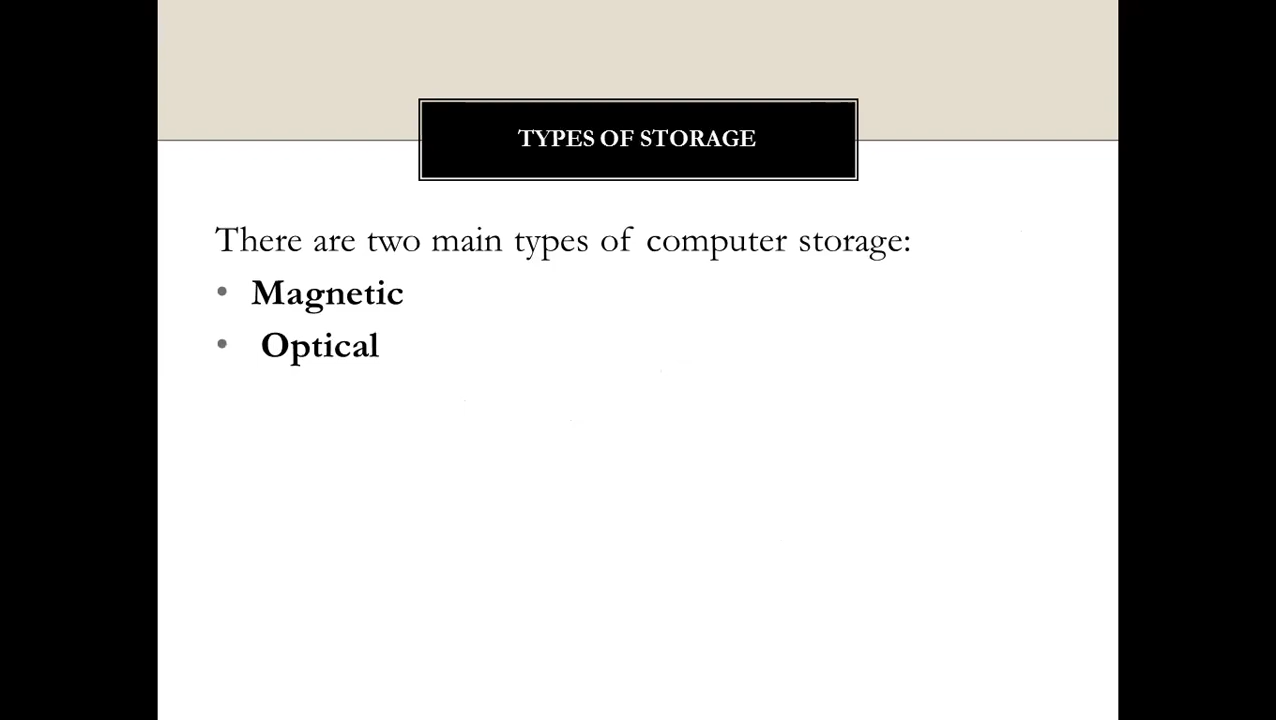 TYPES OF STORAGE
There are two main types of computer storage:
• Magnetic
• Optical